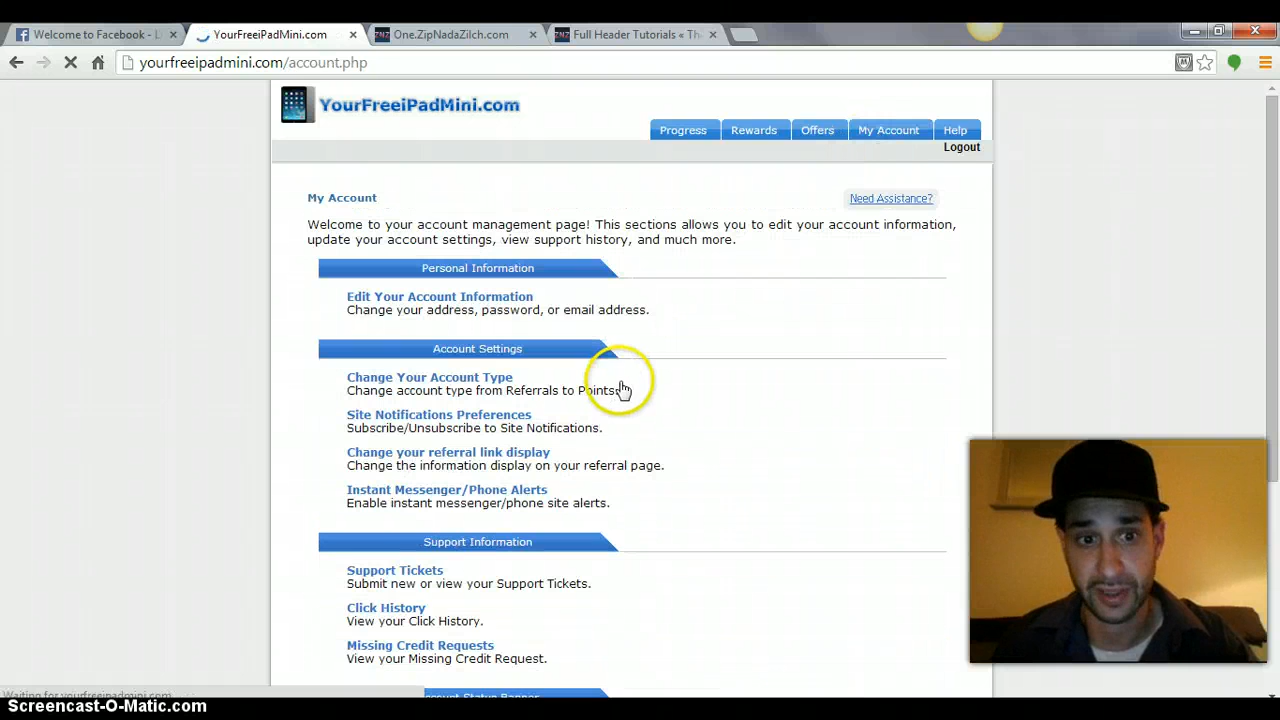 Welcome to Facebook - L
YourFreeiPadMini.com
One.ZipNadaZilch.com
Full Header Tutorials « Th
yourfreeipadmini.com/account.php
YourFreeiPadMini.com
Progress
Rewards
Offers
My Account
Help
Logout
My Account
Need Assistance?
Welcome to your account management page! This sections allows you to edit your account information,
update your account settings, view support history, and much more.
Personal Information
Edit Your Account Information
Change your address, password, or email address.
Account Settings
Change Your Account Type
Change account type from Referrals to Points.
Site Notifications Preferences
Subscribe/Unsubscribe to Site Notifications.
Change your referral link display
Change the information display on your referral page.
Instant Messenger/Phone Alerts
Enable instant messenger/phone site alerts.
Support Information
Support Tickets
Submit new or view your Support Tickets.
Click History
View your Click History.
Missing Credit Requests
View your Missing Credit Request.
Account Status Banner
Waiting for yourfreeipadmini.com
Screencast-O-Matic.com